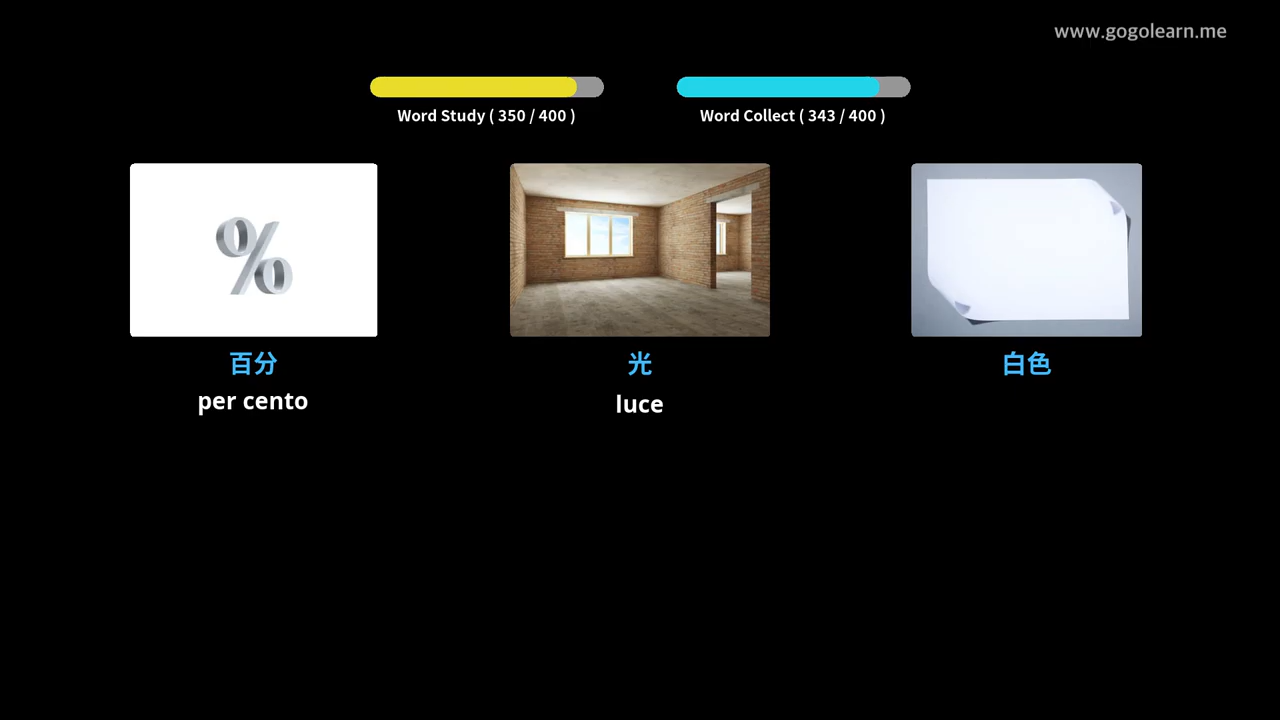 www.gogolearn.me
Word Study ( 350 / 400 )
Word Collect ( 343 / 400 )
%
百分
per cento
光
luce
白色